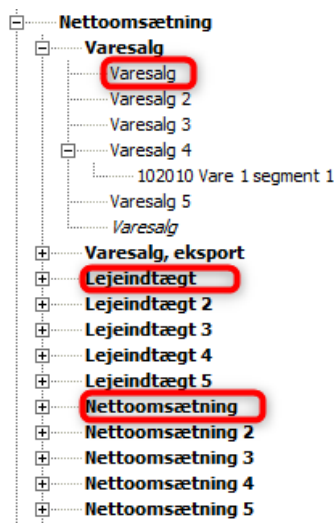 Nettoomsætning
Varesalg
Varesalg
Varesalg 2
Varesalg 3
Varesalg 4
102010 Vare 1 segment 1
Varesalg 5
Varesalg
Varesalg, eksport
Lejeindtægt
Lejeindtægt 2
Lejeindtægt 3
Lejeindtægt 4
Lejeindtægt 5
Nettoomsætning
Nettoomsætning 2
Nettoomsætning 3
Nettoomsætning 4
Nettoomsætning 5